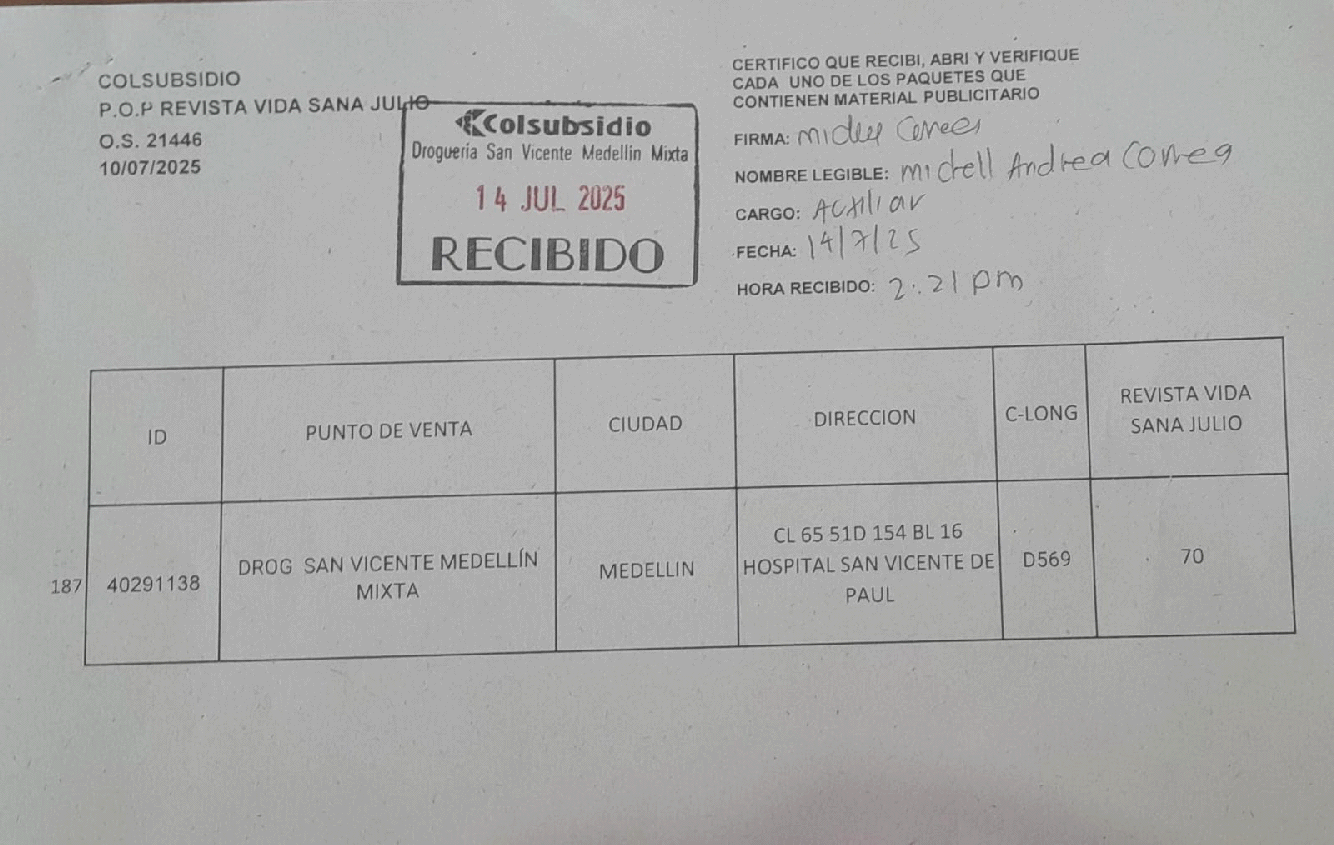 COLSUBSIDIO
P.O.P REVISTA VIDA SANA JULIO
O.S. 21446
10/07/2025
Colsubsidio
Droguería San Vicente Medellin Mixta
14 JUL 2025
RECIBIDO
CERTIFICO QUE RECIBI, ABRI Y VERIFIQUE
CADA UNO DE LOS PAQUETES QUE
CONTIENEN MATERIAL PUBLICITARIO
FIRMA:
NOMBRE LEGIBLE: Michell Andrea Correa
CARGO: Auxiliar
FECHA: 14/7/25
HORA RECIBIDO: 2:21 pm
ID
PUNTO DE VENTA
CIUDAD
DIRECCION
C-LONG
REVISTA VIDA
SANA JULIO
187
40291138
DROG SAN VICENTE MEDELLÍN
MIXTA
MEDELLIN
CL 65 51D 154 BL 16
HOSPITAL SAN VICENTE DE
PAUL
D569
70